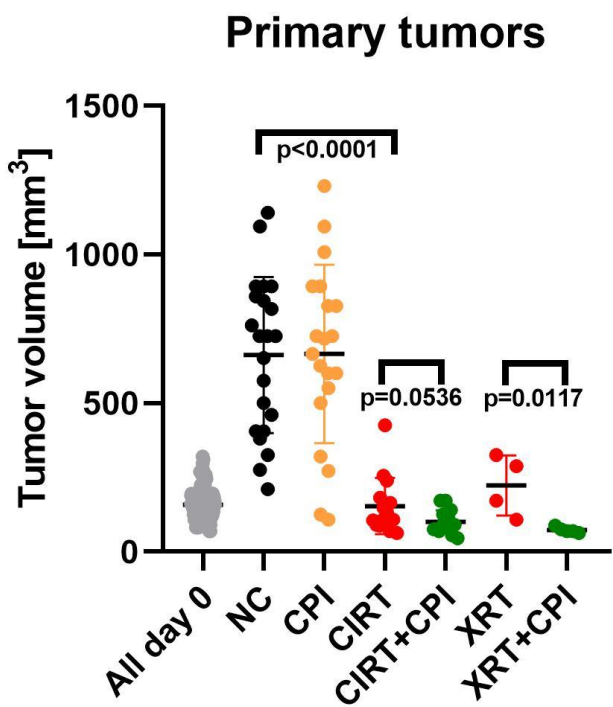 Primary tumors
Tumor volume [mm³]
1500
1000
500
0
p<0.0001
p=0.0536
p=0.0117
All day 0
NC
CPI
CIRT
CIRT+CPI
XRT
XRT+CPI